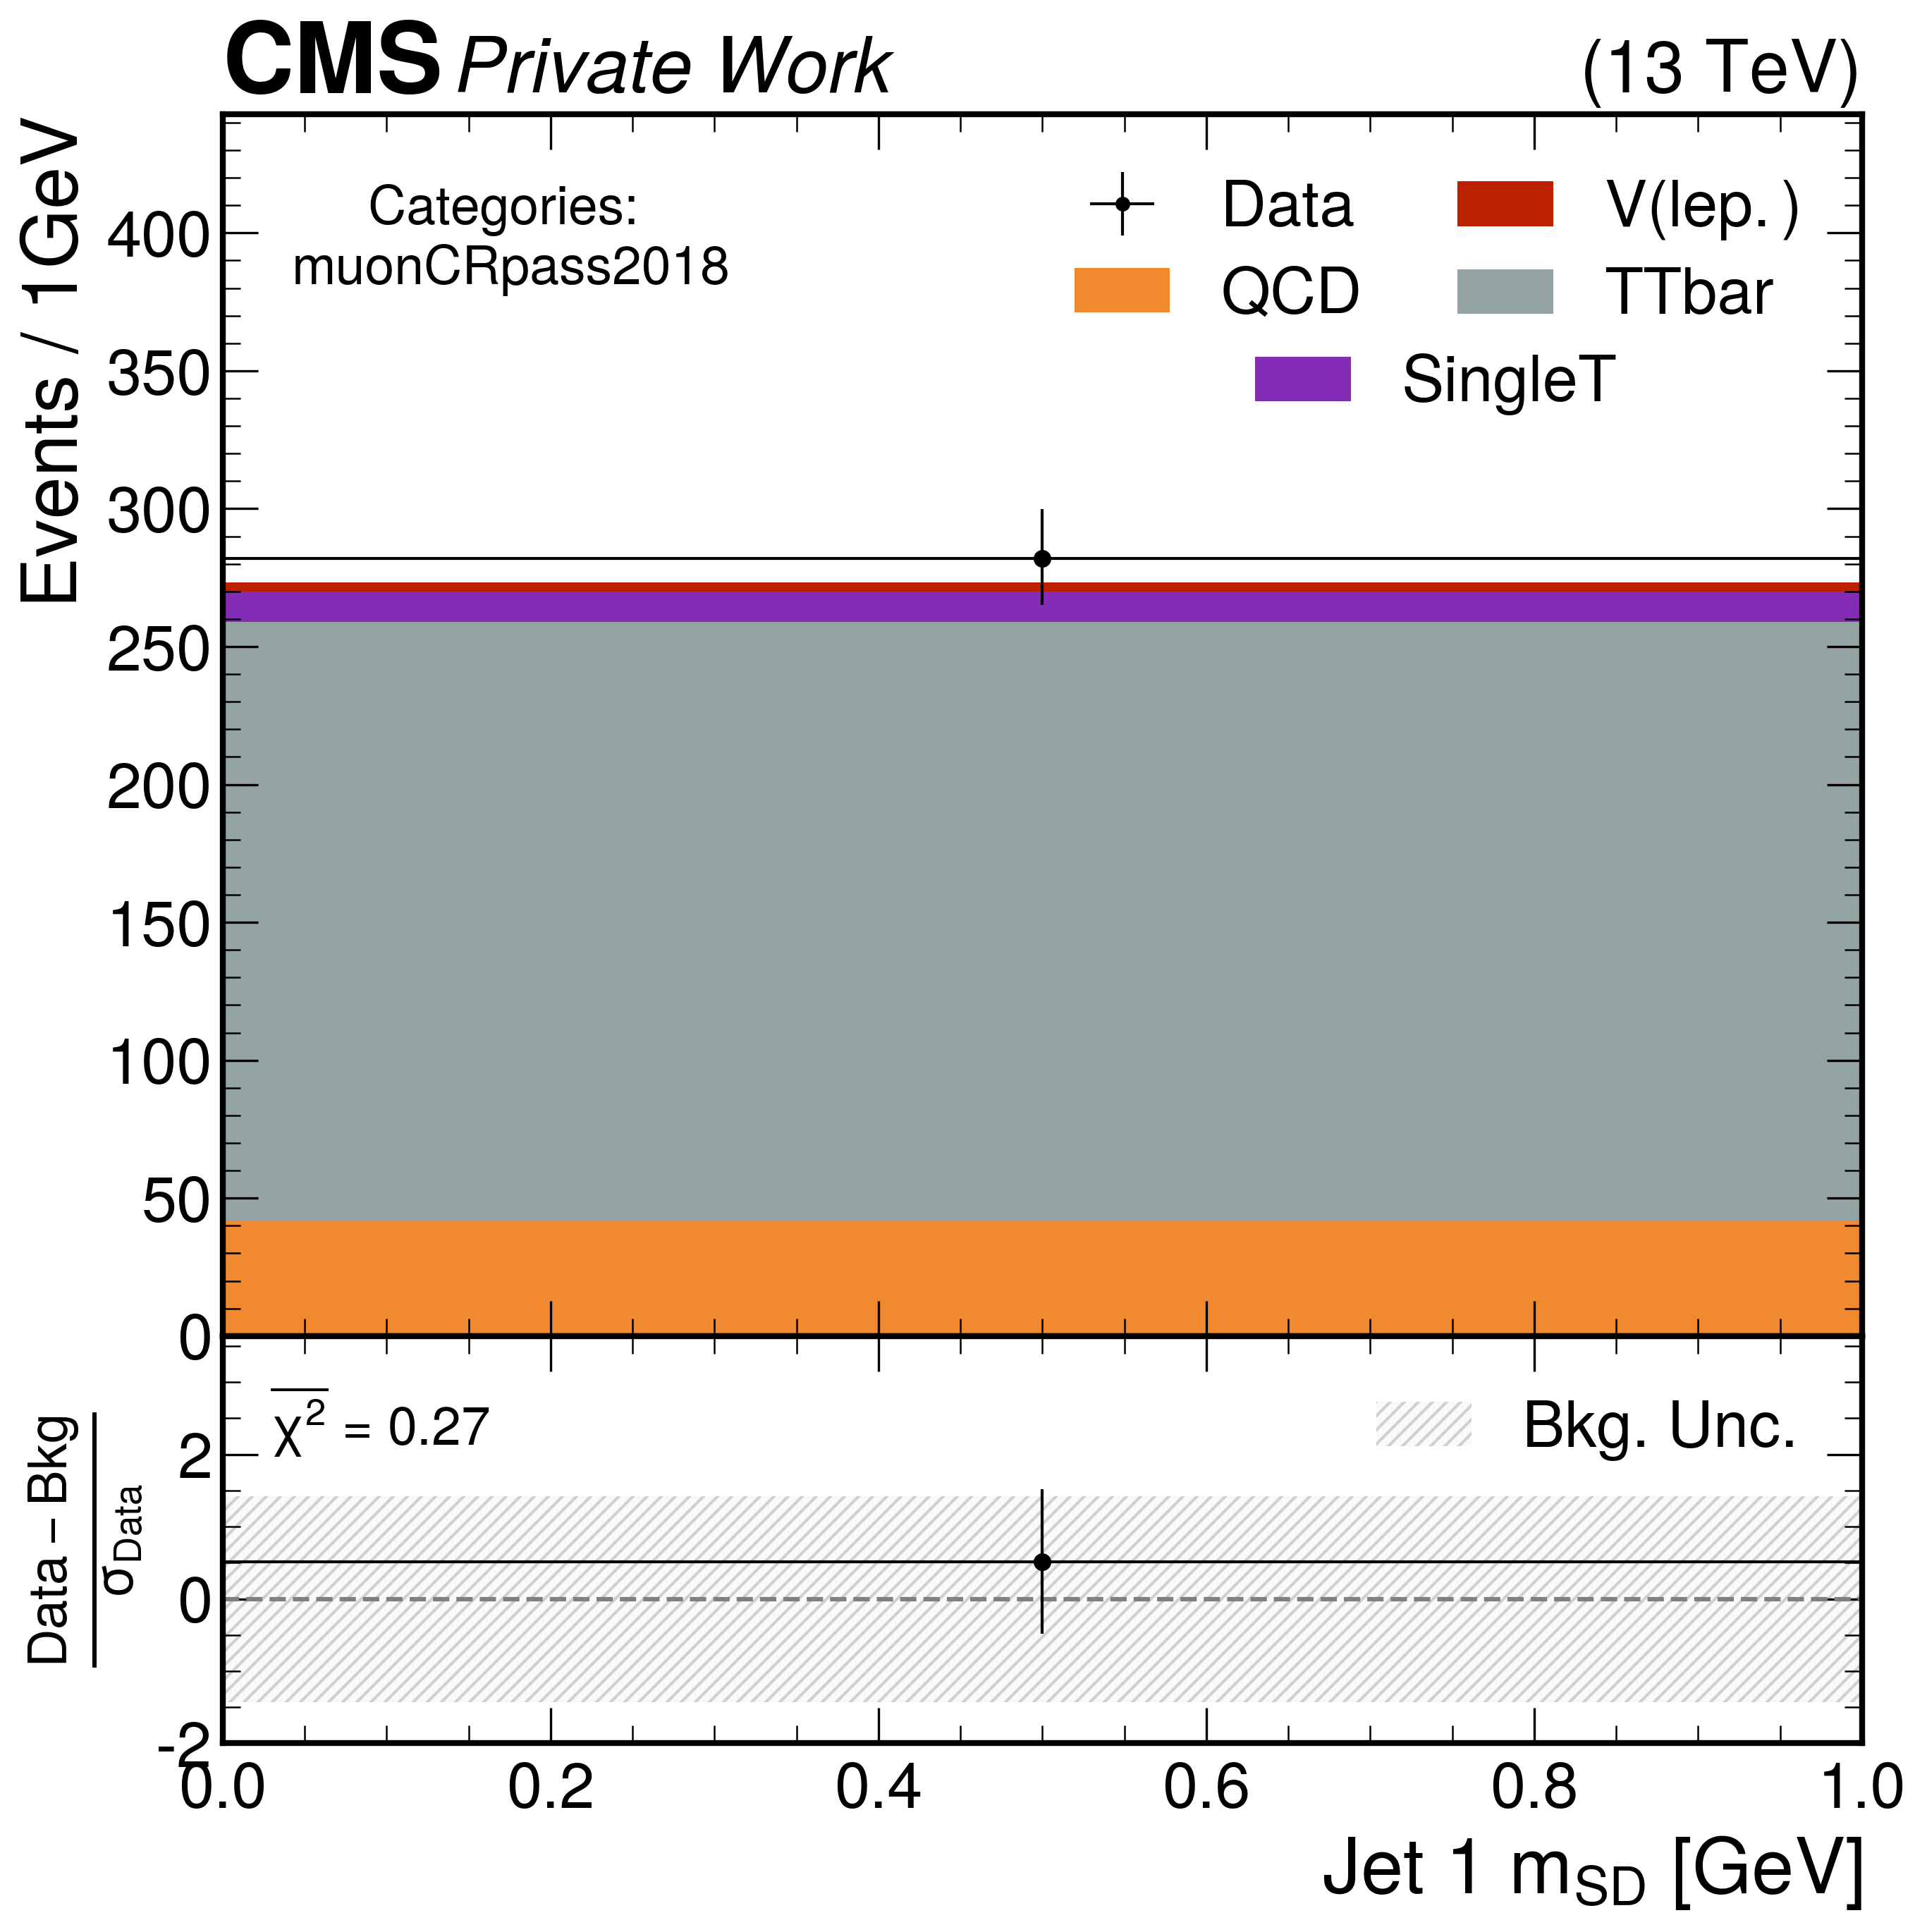 CMS Private Work (13 TeV)
Events / 1GeV
Categories:
muonCRpass2018
Data V(lep.)
QCD TTbar
SingleT
400
350
300
250
200
150
100
50
0
Data – Bkg
σData
χ2 = 0.27
Bkg. Unc.
2
0
-2
0.0 0.2 0.4 0.6 0.8 1.0
Jet 1 mSD [GeV]